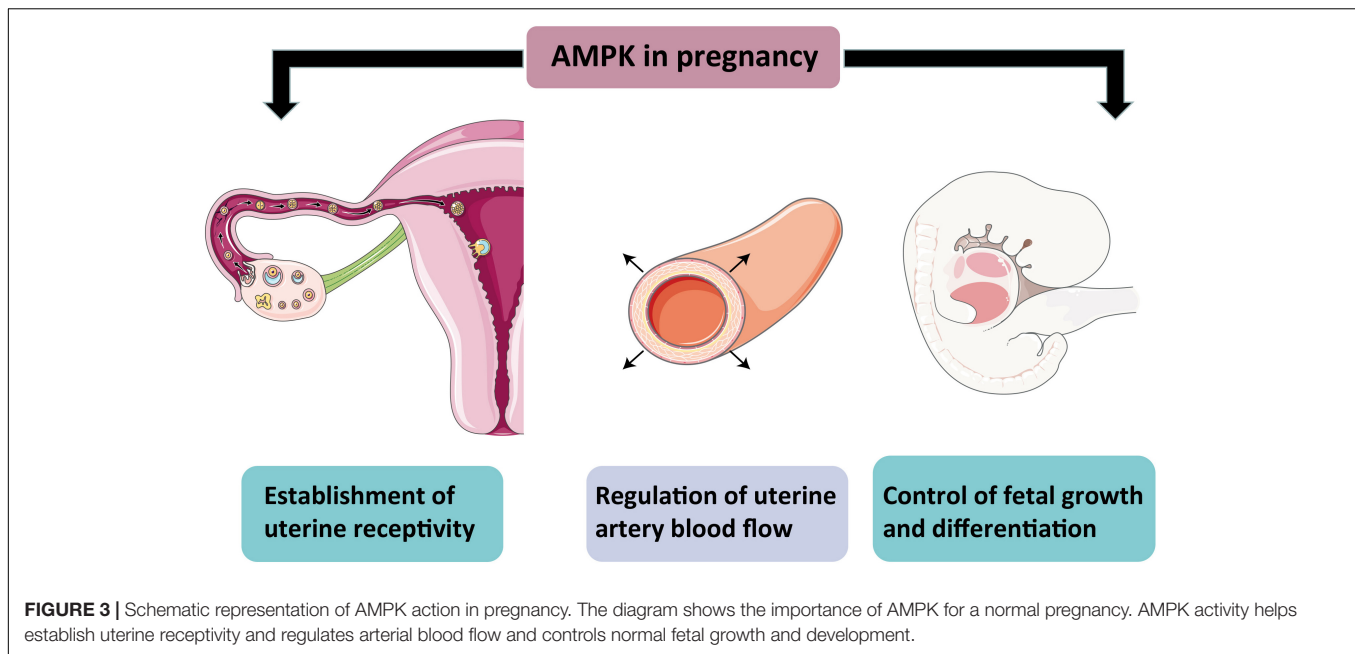 AMPK in pregnancy
Establishment of
uterine receptivity
Regulation of uterine
artery blood flow
Control of fetal growth
and differentiation
FIGURE 3 | Schematic representation of AMPK action in pregnancy. The diagram shows the importance of AMPK for a normal pregnancy. AMPK activity helps
establish uterine receptivity and regulates arterial blood flow and controls normal fetal growth and development.